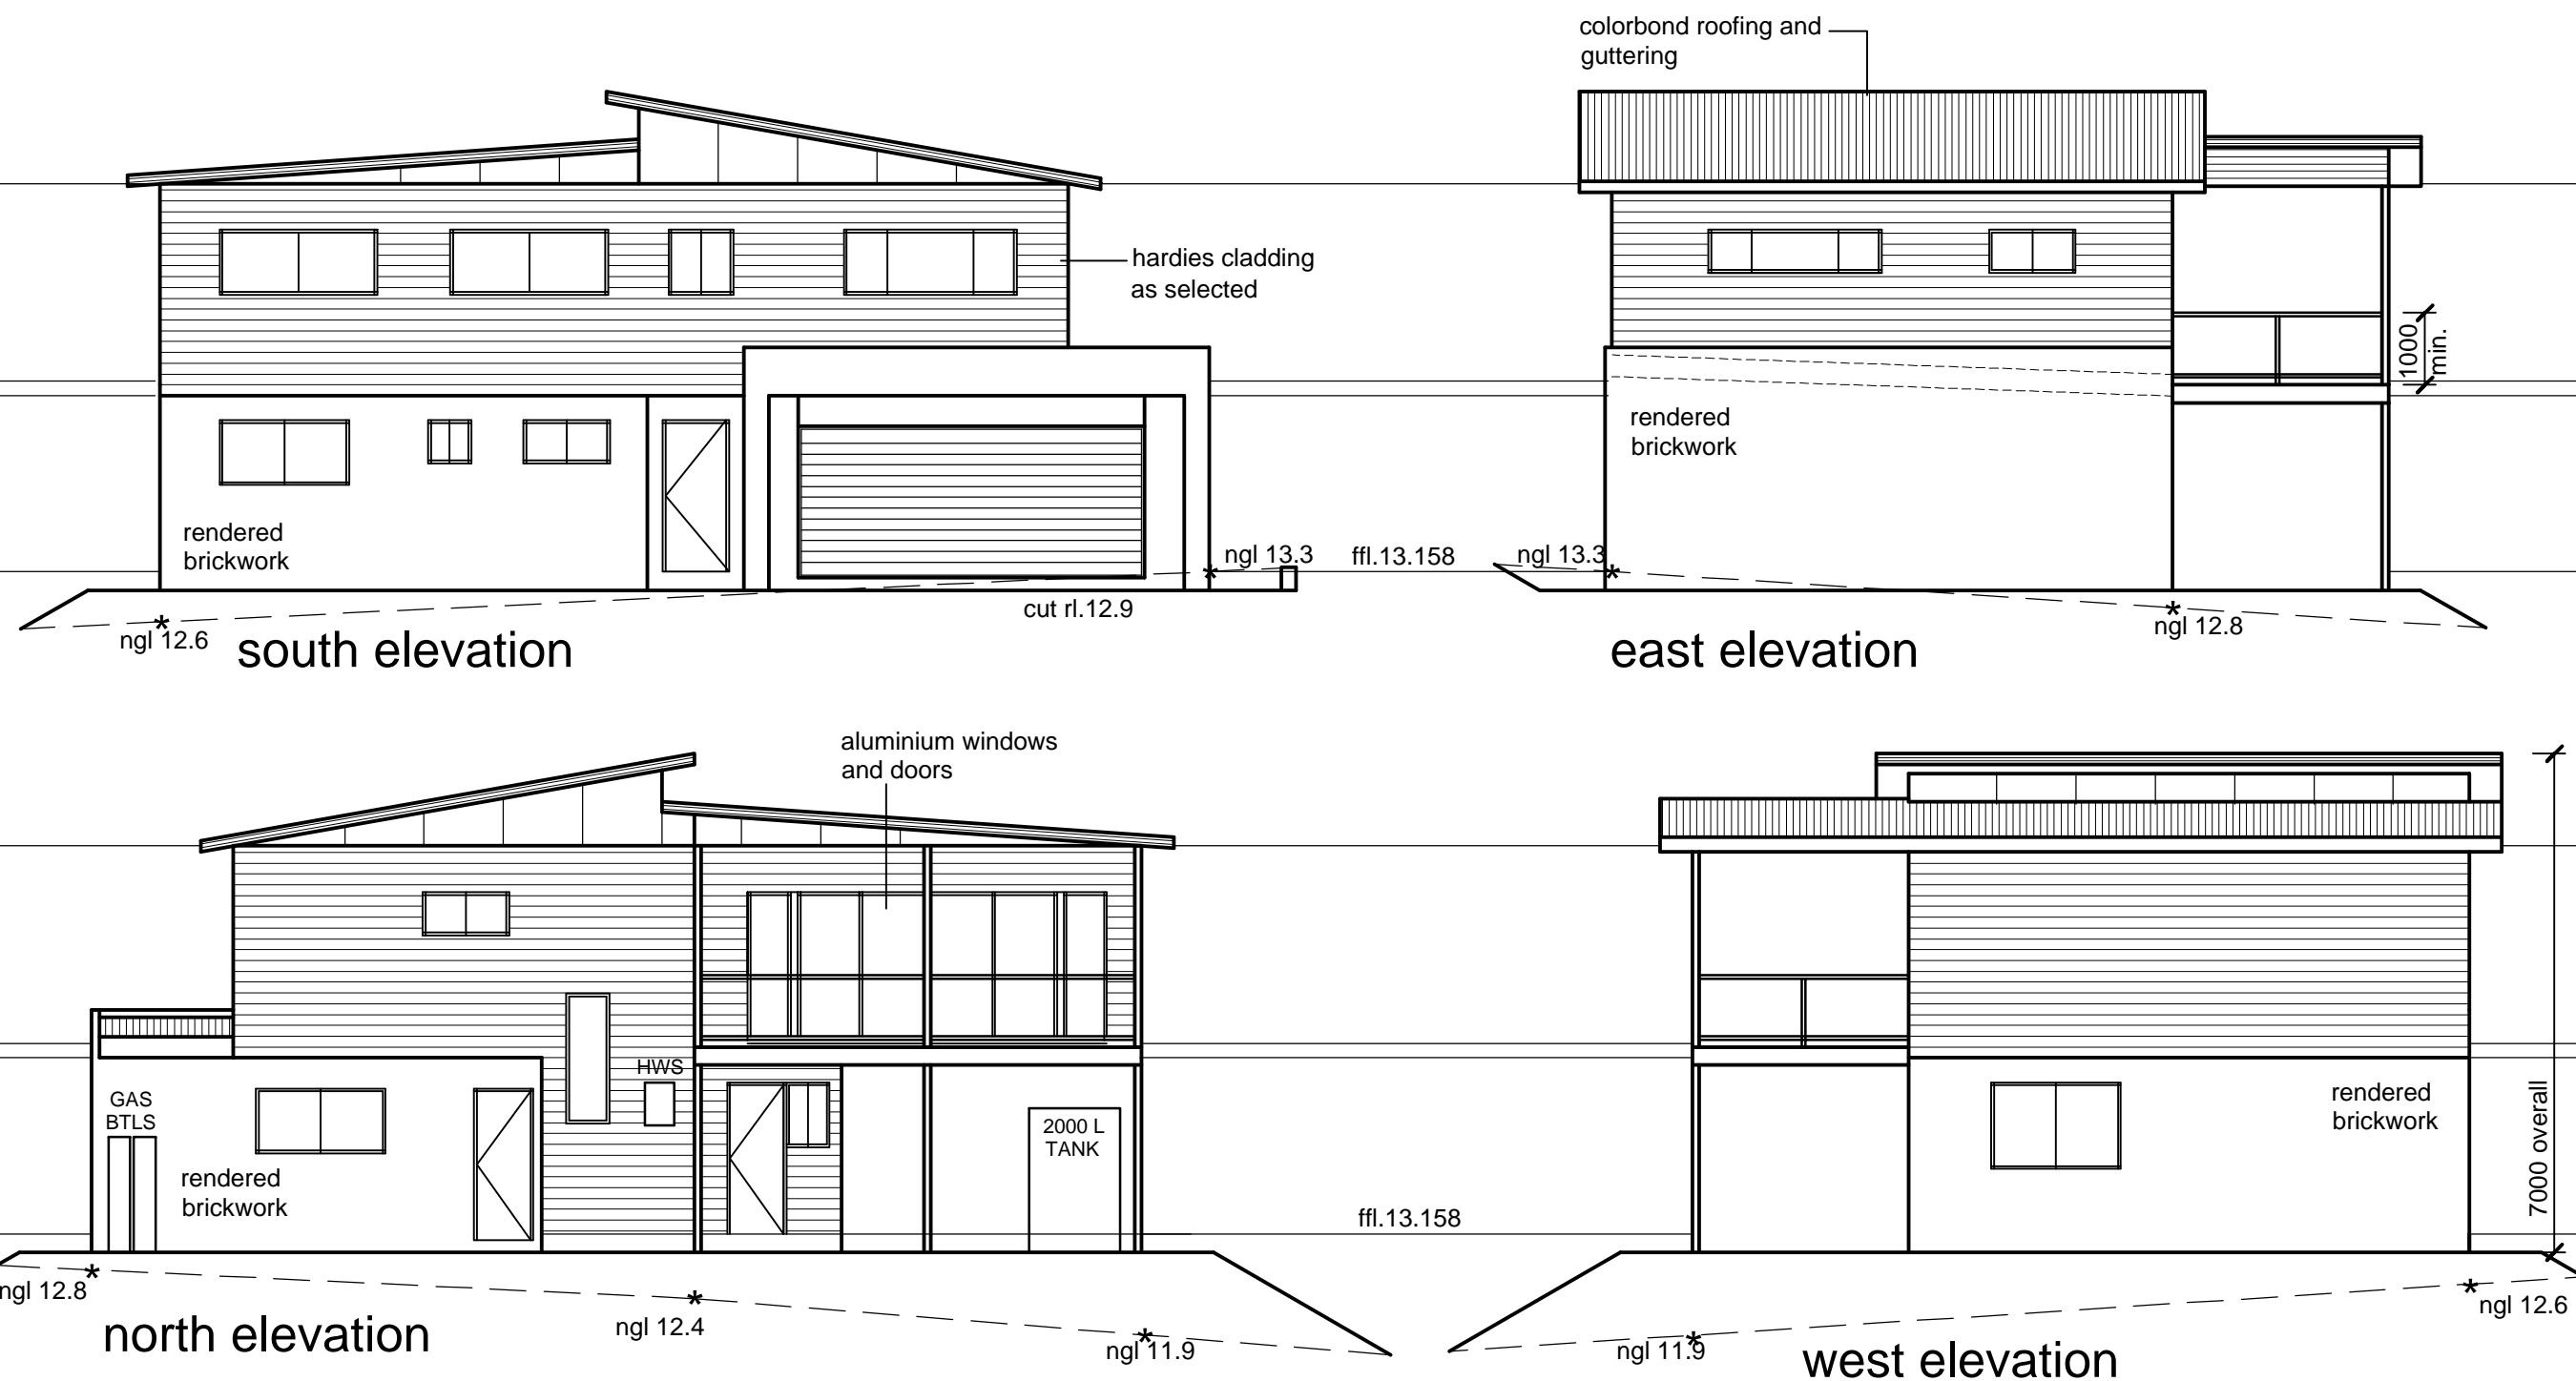 colorbond roofing and
guttering
hardies cladding
as selected
1000
min.
rendered
brickwork
rendered
brickwork
ngl 13.3
ffl.13.158
ngl 13.3
cut rl.12.9
ngl 12.6
ngl 12.8
south elevation
east elevation
aluminium windows
and doors
HWS
GAS
BTLS
2000 L
TANK
rendered
brickwork
rendered
brickwork
7000 overall
ffl.13.158
ngl 12.8
ngl 12.4
ngl 11.9
ngl 11.9
ngl 12.6
north elevation
west elevation